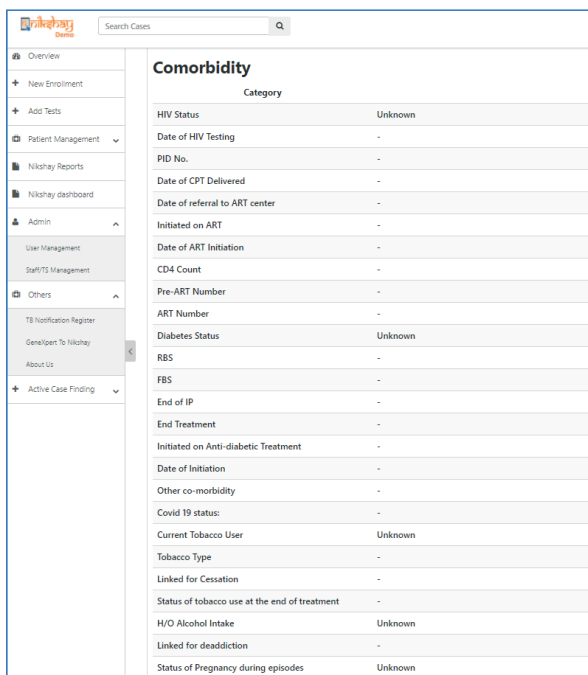 nikshay
Demo
Search Cases
Overview
New Enrollment
Add Tests
Patient Management
Nikshay Reports
Nikshay dashboard
Admin
User Management
Staff/TS Management
Others
TB Notification Register
GeneXpert To Nikshay
About Us
Active Case Finding
Comorbidity
Category
HIV Status Unknown
Date of HIV Testing -
PID No. -
Date of CPT Delivered -
Date of referral to ART center -
Initiated on ART -
Date of ART Initiation -
CD4 Count -
Pre-ART Number -
ART Number -
Diabetes Status Unknown
RBS -
FBS -
End of IP -
End Treatment -
Initiated on Anti-diabetic Treatment -
Date of Initiation -
Other co-morbidity -
Covid 19 status: -
Current Tobacco User Unknown
Tobacco Type -
Linked for Cessation -
Status of tobacco use at the end of treatment -
H/O Alcohol Intake Unknown
Linked for deaddiction -
Status of Pregnancy during episodes Unknown